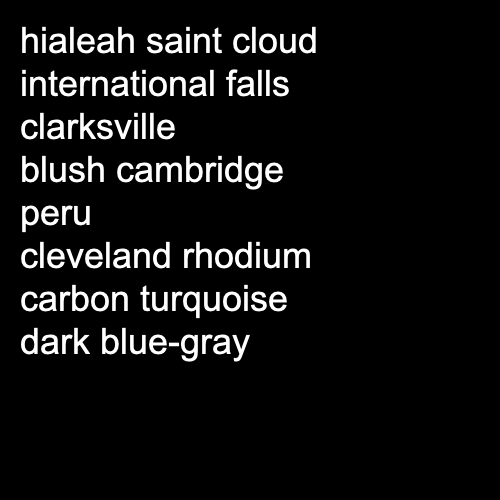 hialeah saint cloud
international falls
clarksville
blush cambridge
peru
cleveland rhodium
carbon turquoise
dark blue-gray